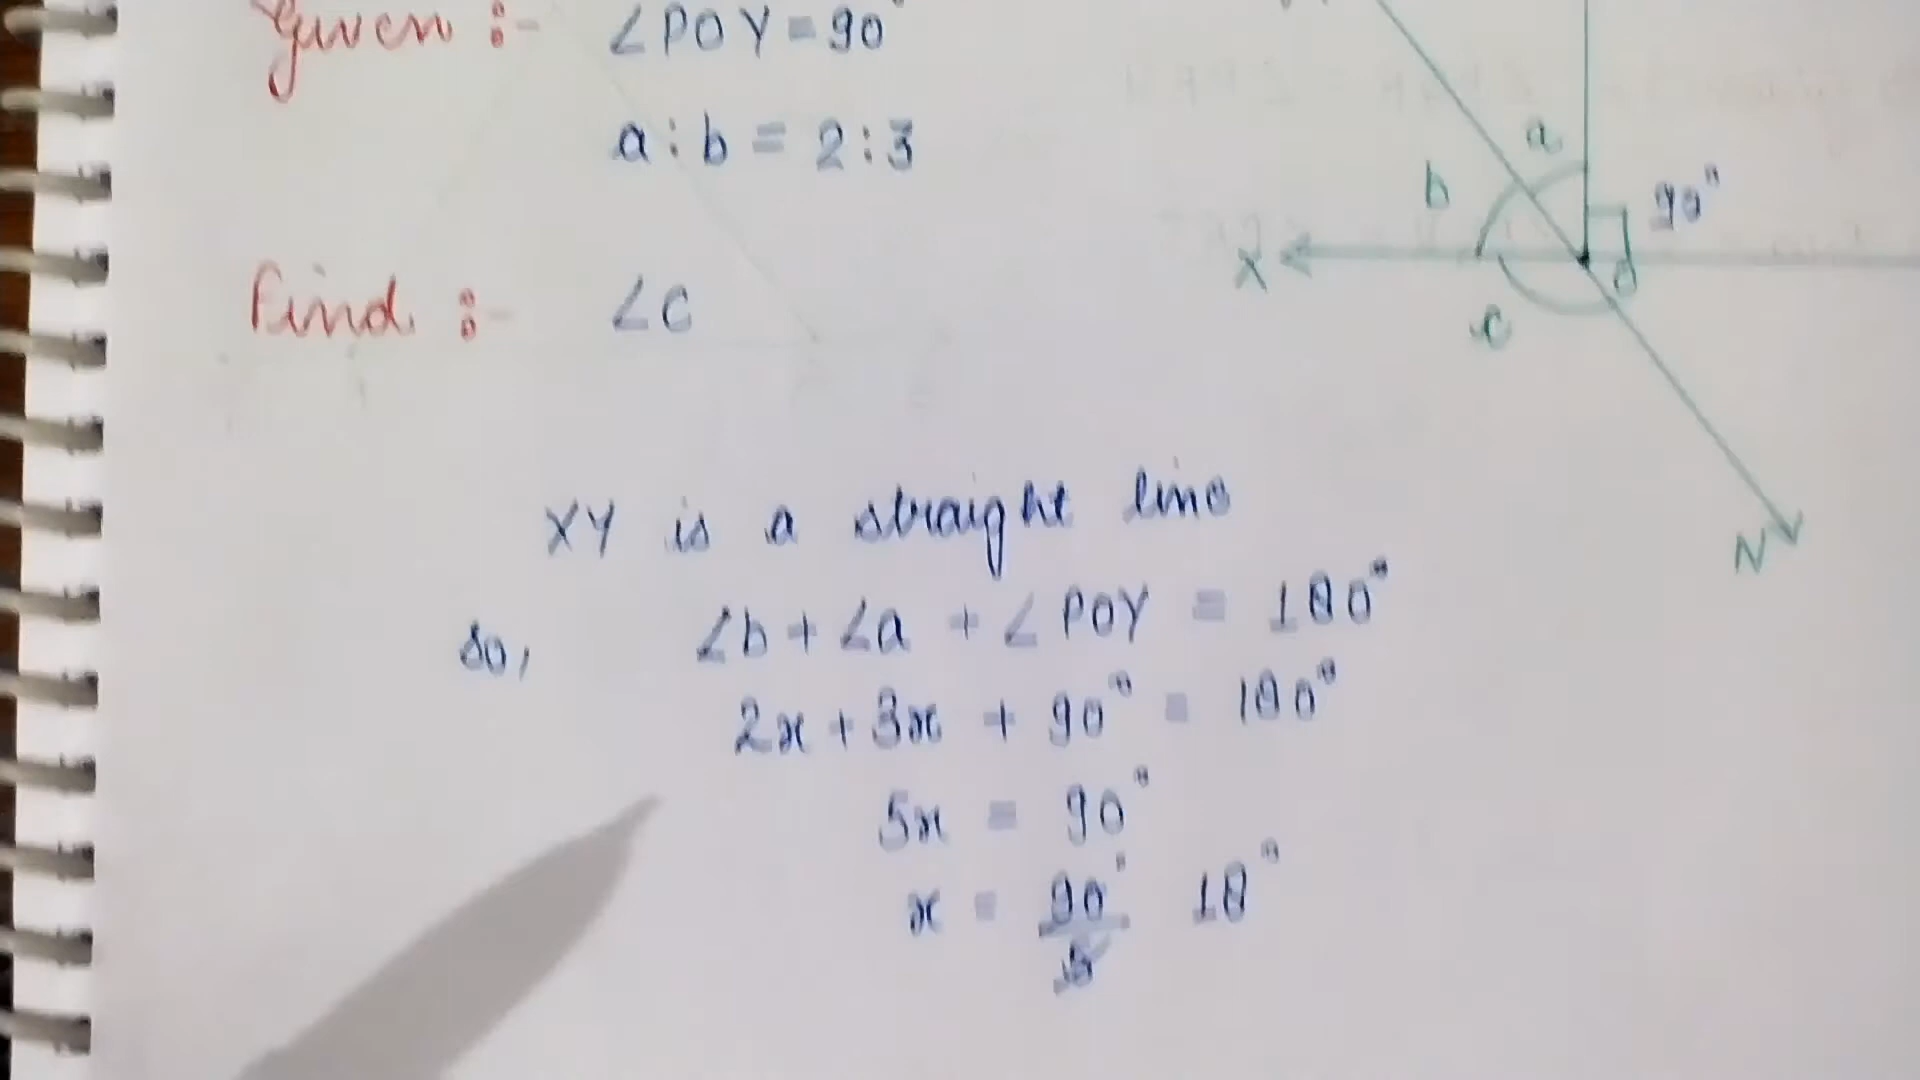 Given :- ∠POY = 90°
a : b = 2 : 3
Find :- ∠C
a
b
90°
X
c
N
XY is a straight line
so, ∠b + ∠a + ∠POY = 180°
2x + 3x + 90° = 180°
5x = 90°
x = 90°/5 18°